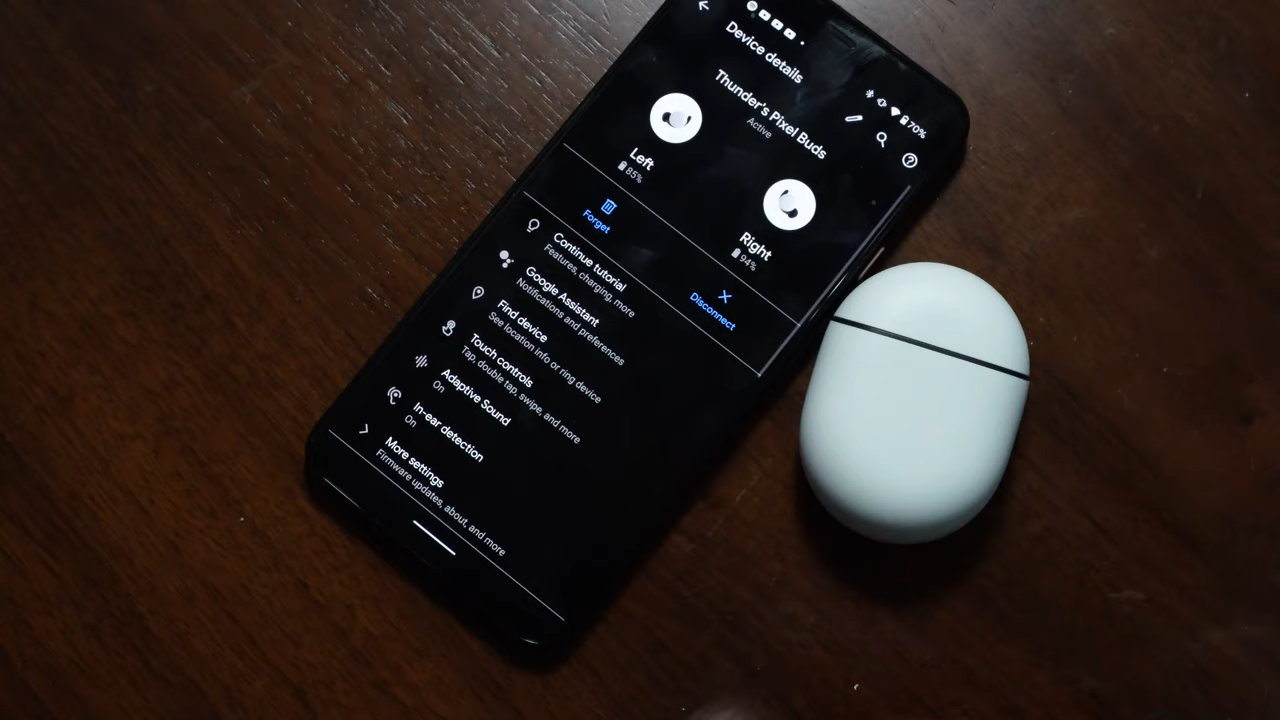 70%
Device details
Thunder's Pixel Buds
Active
Left
85%
Right
94%
Forget
Disconnect
Continue tutorial
Features, charging, more
Google Assistant
Notifications and preferences
Find device
See location info or ring device
Touch controls
Tap, double tap, swipe, and more
Adaptive Sound
On
In-ear detection
On
More settings
Firmware updates, about, and more